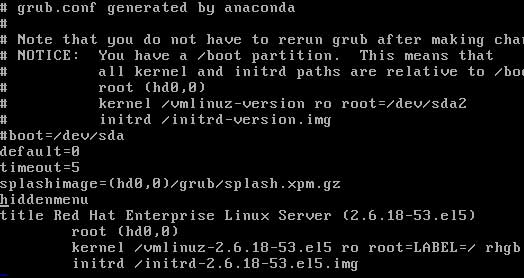 # grub.conf generated by anaconda
#
# Note that you do not have to rerun grub after making chan
# NOTICE:  You have a /boot partition.  This means that
#          all kernel and initrd paths are relative to /boo
#          root (hd0,0)
#          kernel /vmlinuz-version ro root=/dev/sda2
#          initrd /initrd-version.img
#boot=/dev/sda
default=0
timeout=5
splashimage=(hd0,0)/grub/splash.xpm.gz
hiddenmenu
title Red Hat Enterprise Linux Server (2.6.18-53.el5)
        root (hd0,0)
        kernel /vmlinuz-2.6.18-53.el5 ro root=LABEL=/ rhgb
        initrd /initrd-2.6.18-53.el5.img